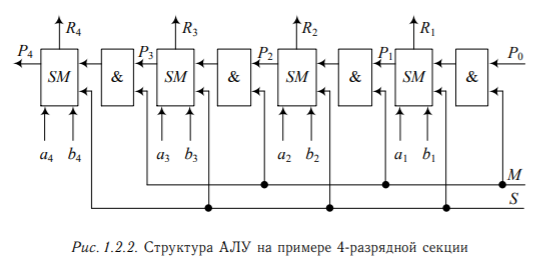 R4 R3 R2 R1
P4 P3 P2 P1 P0
SM & SM & SM & SM &
a4 b4 a3 b3 a2 b2 a1 b1
M
S
Рис. 1.2.2. Структура АЛУ на примере 4-разрядной секции